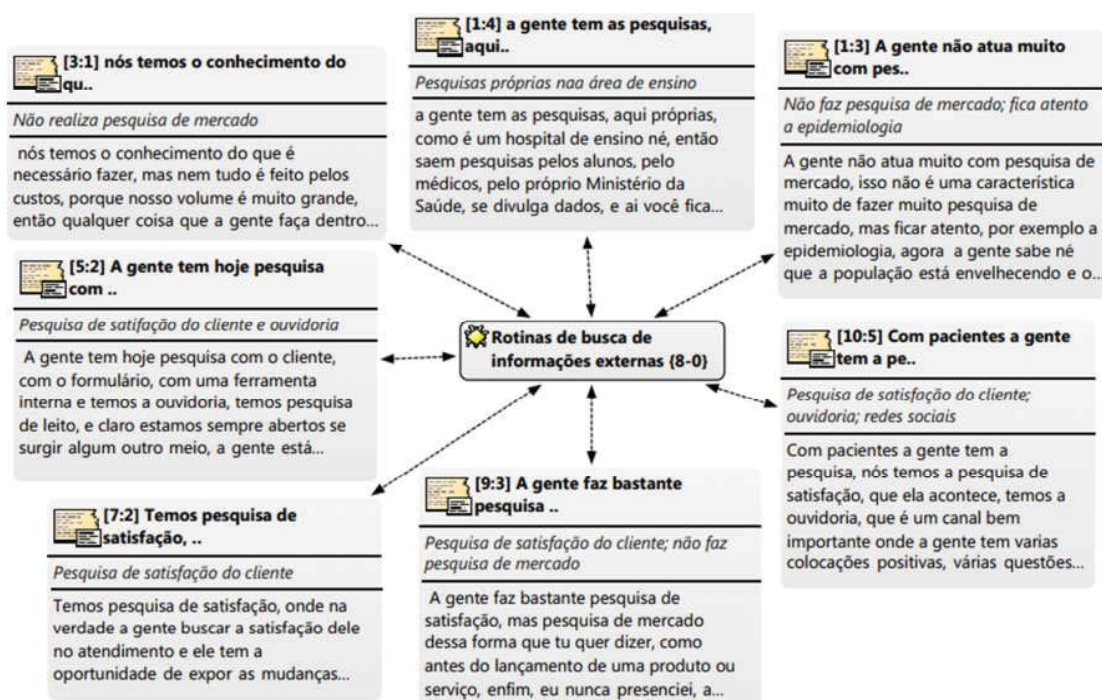 [3:1] nós temos o conhecimento do
qu..
Não realiza pesquisa de mercado
nós temos o conhecimento do que é
necessário fazer, mas nem tudo é feito pelos
custos, porque nosso volume é muito grande,
então qualquer coisa que a gente faça dentro...
[1:4] a gente tem as pesquisas,
aqui..
Pesquisas próprias naa área de ensino
a gente tem as pesquisas, aqui próprias,
como é um hospital de ensino né, então
saem pesquisas pelos alunos, pelo
médicos, pelo próprio Ministério da
Saúde, se divulga dados, e ai você fica...
[1:3] A gente não atua muito
com pes..
Não faz pesquisa de mercado; fica atento
a epidemiologia
A gente não atua muito com pesquisa de
mercado, isso não é uma característica
muito de fazer muito pesquisa de
mercado, mas ficar atento, por exemplo a
epidemiologia, agora a gente sabe né
que a população está envelhecendo e o...
[5:2] A gente tem hoje pesquisa
com ..
Pesquisa de satifação do cliente e ouvidoria
A gente tem hoje pesquisa com o cliente,
com o formulário, com uma ferramenta
interna e temos a ouvidoria, temos pesquisa
de leito, e claro estamos sempre abertos se
surgir algum outro meio, a gente está...
Rotinas de busca de
informações externas {8-0}
[10:5] Com pacientes a gente
tem a pe..
Pesquisa de satisfação do cliente;
ouvidoria; redes sociais
Com pacientes a gente tem a
pesquisa, nós temos a pesquisa de
satisfação, que ela acontece, temos a
ouvidoria, que é um canal bem
importante onde a gente tem varias
colocações positivas, várias questões...
[7:2] Temos pesquisa de
satisfação, ..
Pesquisa de satisfação do cliente
Temos pesquisa de satisfação, onde na
verdade a gente buscar a satisfação dele
no atendimento e ele tem a
oportunidade de expor as mudanças...
[9:3] A gente faz bastante
pesquisa ..
Pesquisa de satisfação do cliente; não faz
pesquisa de mercado
A gente faz bastante pesquisa de
satisfação, mas pesquisa de mercado
dessa forma que tu quer dizer, como
antes do lançamento de uma produto ou
serviço, enfim, eu nunca presenciei, a...